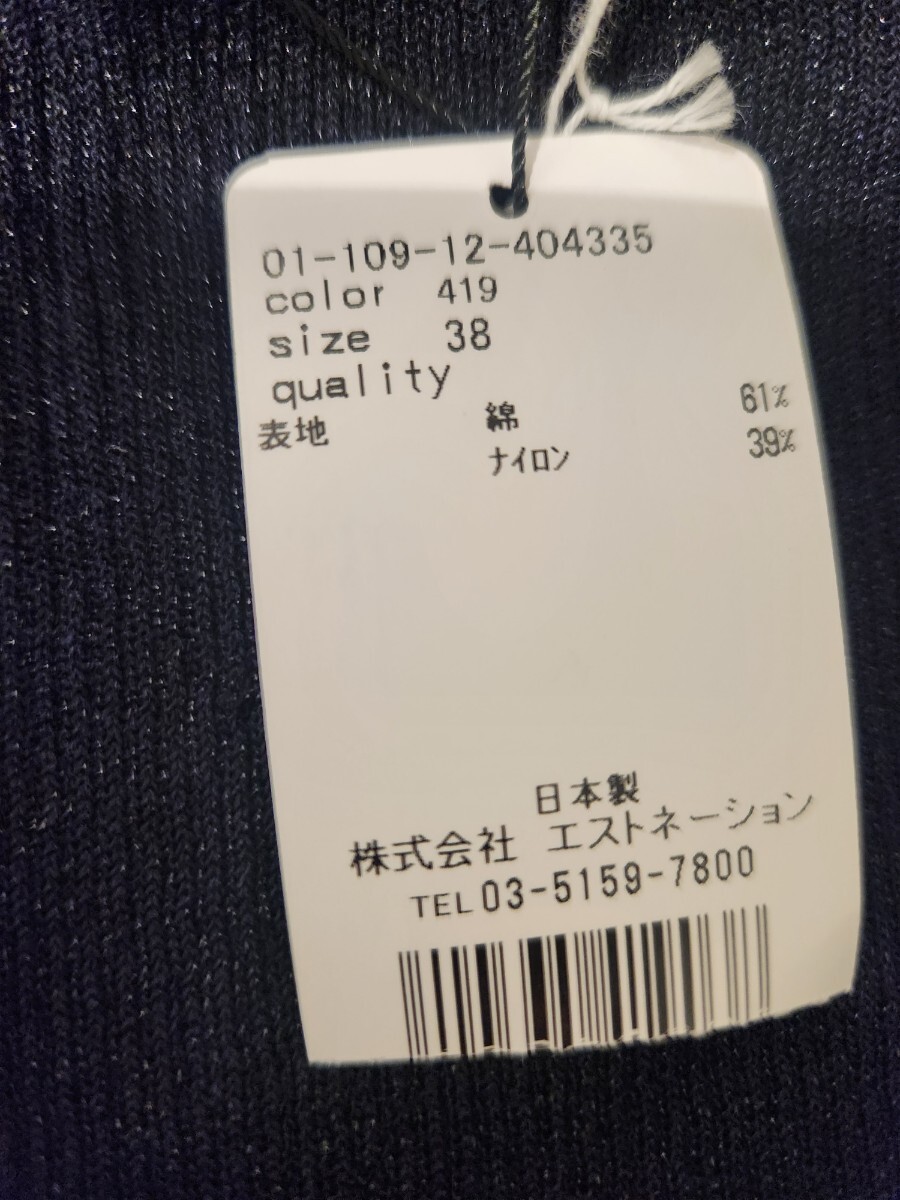 01-109-12-404335
color 419
size 38
quality
表地 綿 61%
ナイロン 39%
日本製
株式会社 エストネーション
TEL 03-5159-7800